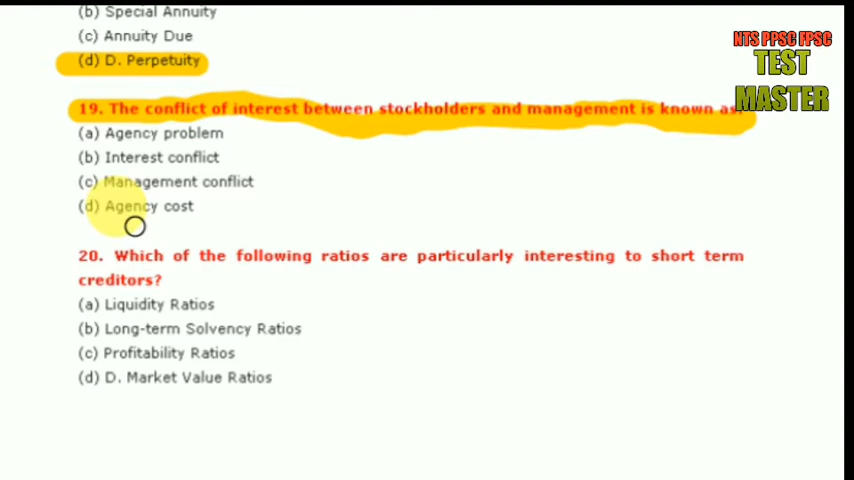 (b) Special Annuity
(c) Annuity Due
(d) D. Perpetuity
NTS PPSC FPSC
TEST
MASTER
19. The conflict of interest between stockholders and management is known as:
(a) Agency problem
(b) Interest conflict
(c) Management conflict
(d) Agency cost
20. Which of the following ratios are particularly interesting to short term
creditors?
(a) Liquidity Ratios
(b) Long-term Solvency Ratios
(c) Profitability Ratios
(d) D. Market Value Ratios